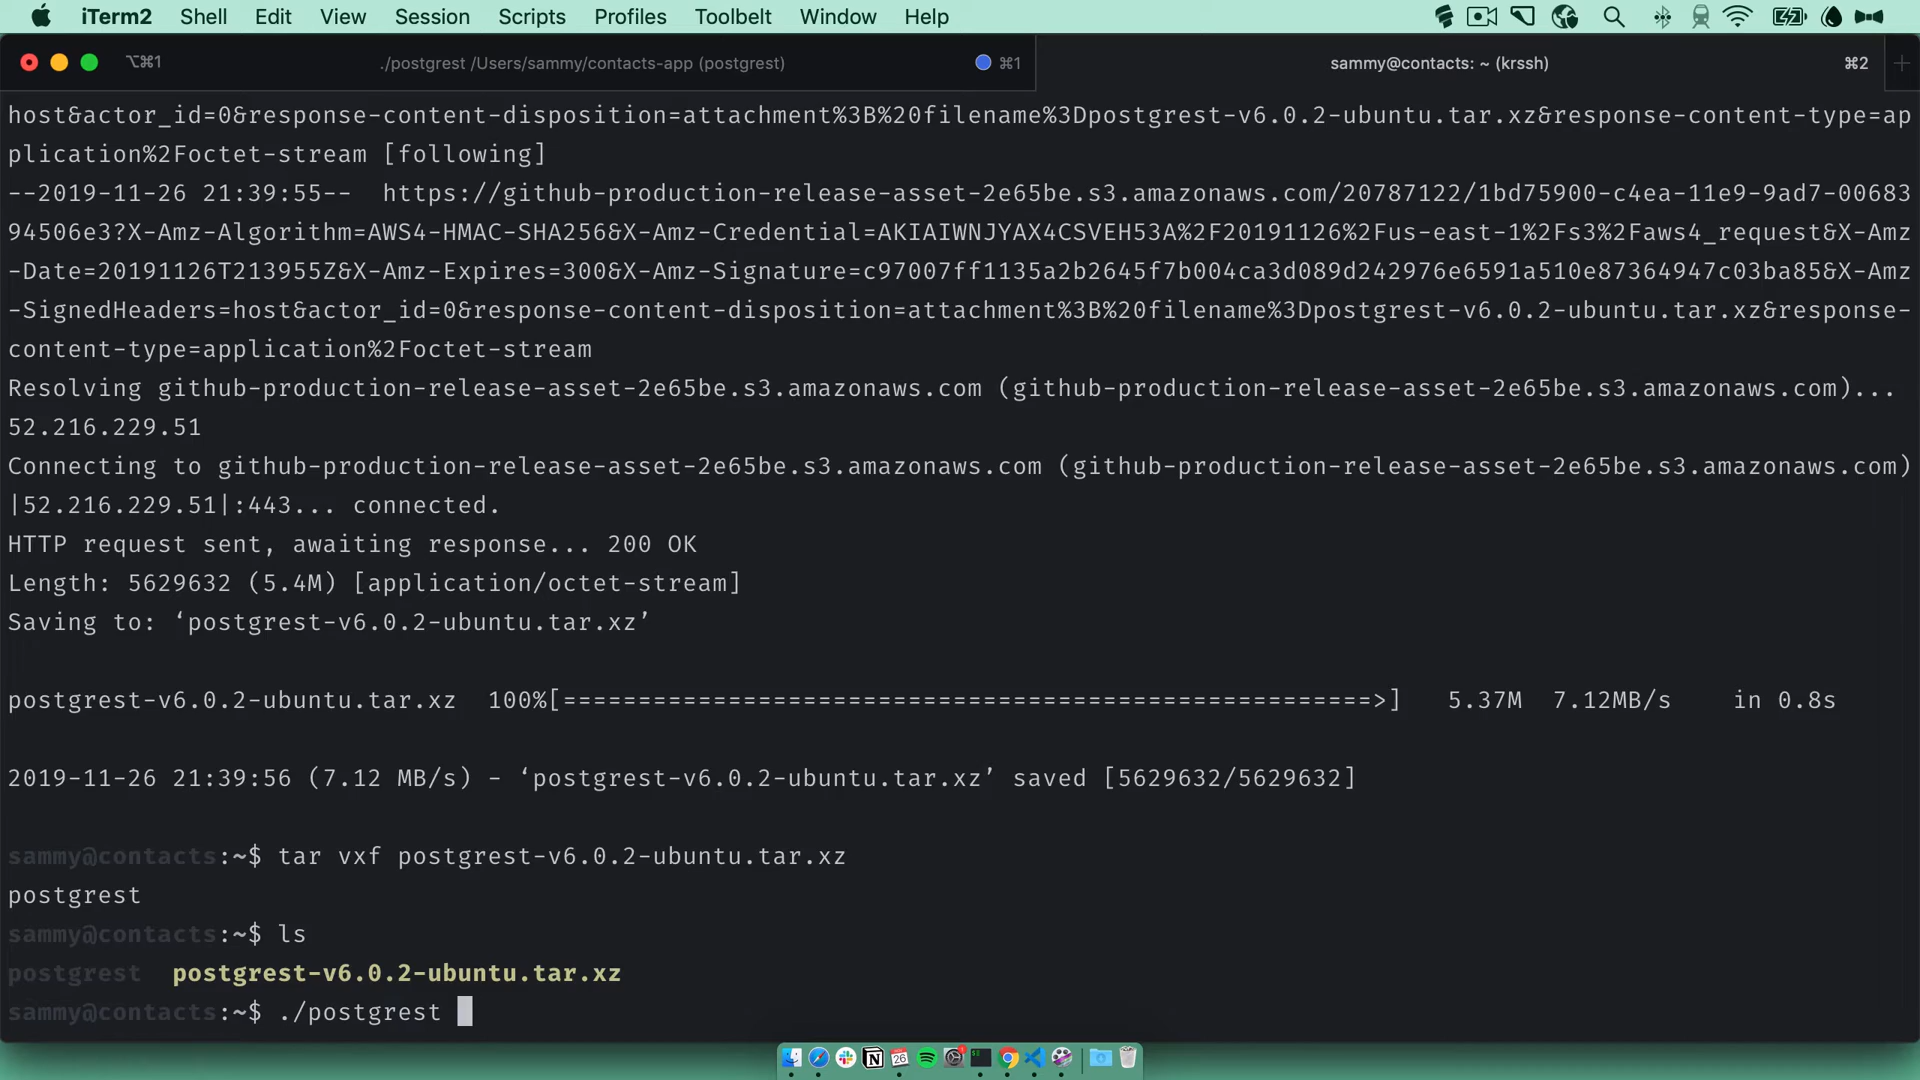 iTerm2 Shell Edit View Session Scripts Profiles Toolbelt Window Help
⌥⌘1 ./postgrest /Users/sammy/contacts-app (postgrest) ⌘1 sammy@contacts: ~ (krssh) ⌘2
host&actor_id=0&response-content-disposition=attachment%3B%20filename%3Dpostgrest-v6.0.2-ubuntu.tar.xz&response-content-type=ap
plication%2Foctet-stream [following]
--2019-11-26 21:39:55--  https://github-production-release-asset-2e65be.s3.amazonaws.com/20787122/1bd75900-c4ea-11e9-9ad7-00683
94506e3?X-Amz-Algorithm=AWS4-HMAC-SHA256&X-Amz-Credential=AKIAIWNJYAX4CSVEH53A%2F20191126%2Fus-east-1%2Fs3%2Faws4_request&X-Amz
-Date=20191126T213955Z&X-Amz-Expires=300&X-Amz-Signature=c97007ff1135a2b2645f7b004ca3d089d242976e6591a510e87364947c03ba85&X-Amz
-SignedHeaders=host&actor_id=0&response-content-disposition=attachment%3B%20filename%3Dpostgrest-v6.0.2-ubuntu.tar.xz&response-
content-type=application%2Foctet-stream
Resolving github-production-release-asset-2e65be.s3.amazonaws.com (github-production-release-asset-2e65be.s3.amazonaws.com)...
52.216.229.51
Connecting to github-production-release-asset-2e65be.s3.amazonaws.com (github-production-release-asset-2e65be.s3.amazonaws.com)
|52.216.229.51|:443... connected.
HTTP request sent, awaiting response... 200 OK
Length: 5629632 (5.4M) [application/octet-stream]
Saving to: ‘postgrest-v6.0.2-ubuntu.tar.xz’
postgrest-v6.0.2-ubuntu.tar.xz  100%[======================================================>]   5.37M  7.12MB/s    in 0.8s
2019-11-26 21:39:56 (7.12 MB/s) - ‘postgrest-v6.0.2-ubuntu.tar.xz’ saved [5629632/5629632]
sammy@contacts:~$ tar vxf postgrest-v6.0.2-ubuntu.tar.xz
postgrest
sammy@contacts:~$ ls
postgrest  postgrest-v6.0.2-ubuntu.tar.xz
sammy@contacts:~$ ./postgrest
26